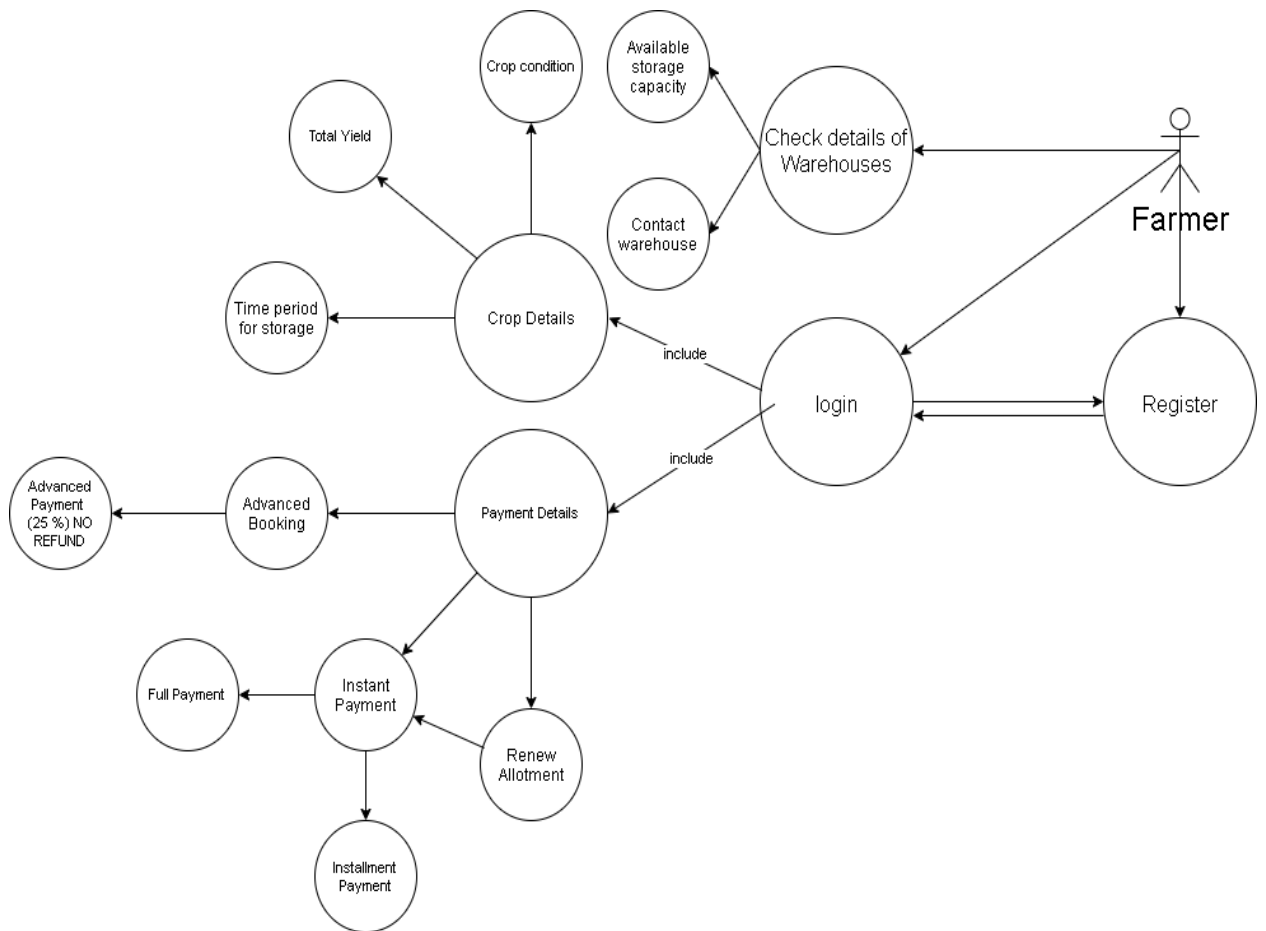 Crop condition
Available
storage
capacity
Total Yield
Check details of
Warehouses
Farmer
Contact
warehouse
Time period
for storage
Crop Details
include
login
Register
include
Advanced
Payment
(25 %) NO
REFUND
Advanced
Booking
Payment Details
Full Payment
Instant
Payment
Renew
Allotment
Installment
Payment